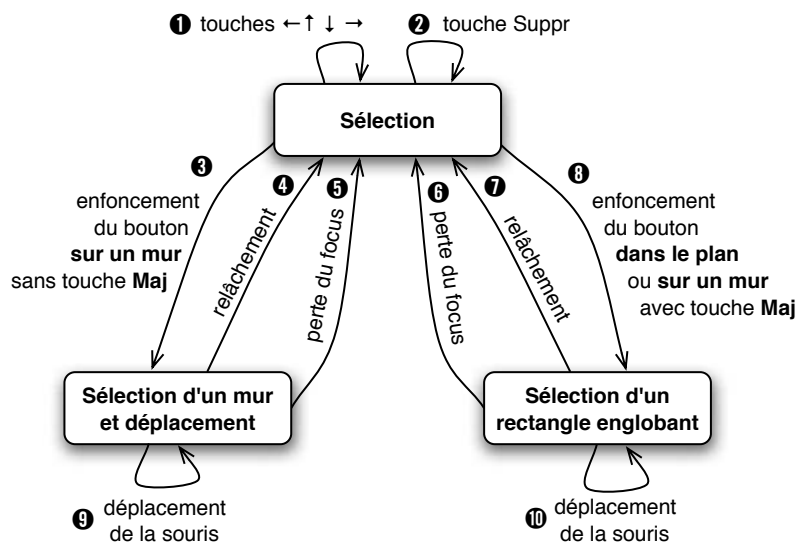 ❶ touches ←↑ ↓ →
❷ touche Suppr
Sélection
❸
enfoncement
du bouton
sur un mur
sans touche Maj
❹
relâchement
❺
perte du focus
❻
perte du focus
❼
relâchement
❽
enfoncement
du bouton
dans le plan
ou sur un mur
avec touche Maj
Sélection d'un mur
et déplacement
Sélection d'un
rectangle englobant
❾ déplacement
de la souris
❿ déplacement
de la souris